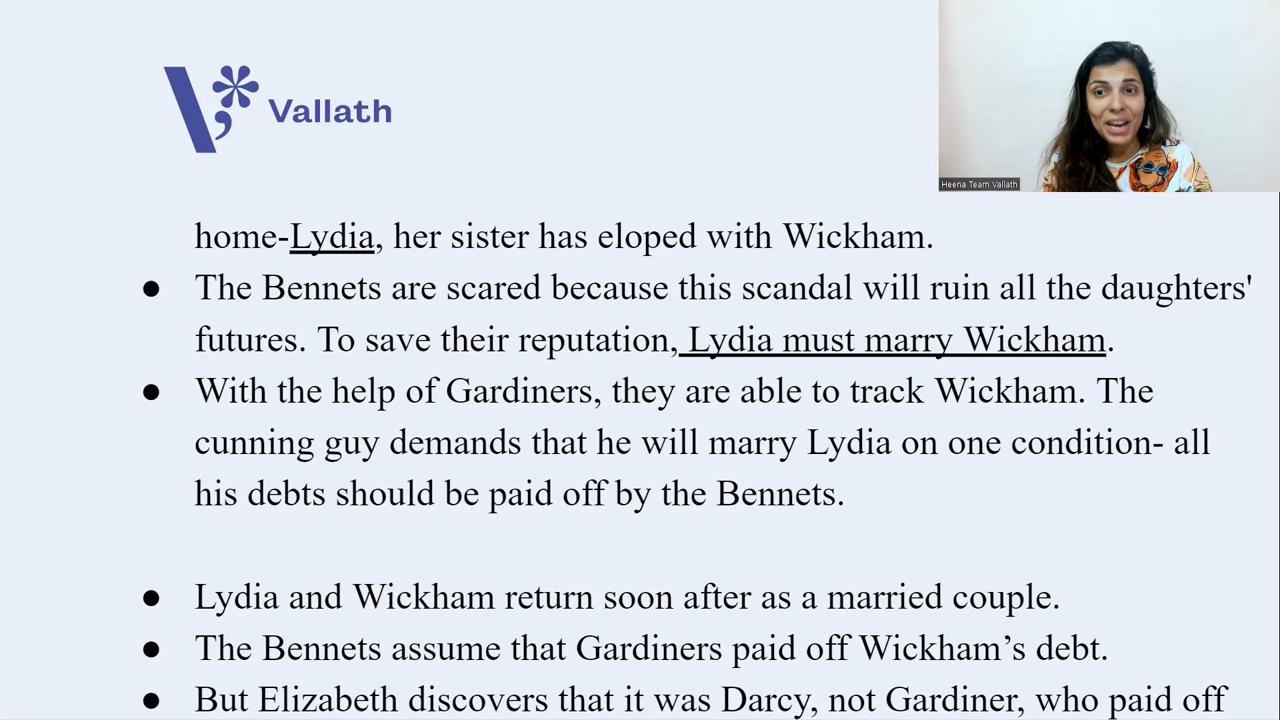 Vallath
Heena Team Vallath
home-Lydia, her sister has eloped with Wickham.
● The Bennets are scared because this scandal will ruin all the daughters'
futures. To save their reputation, Lydia must marry Wickham.
● With the help of Gardiners, they are able to track Wickham. The
cunning guy demands that he will marry Lydia on one condition- all
his debts should be paid off by the Bennets.
● Lydia and Wickham return soon after as a married couple.
● The Bennets assume that Gardiners paid off Wickham’s debt.
● But Elizabeth discovers that it was Darcy, not Gardiner, who paid off